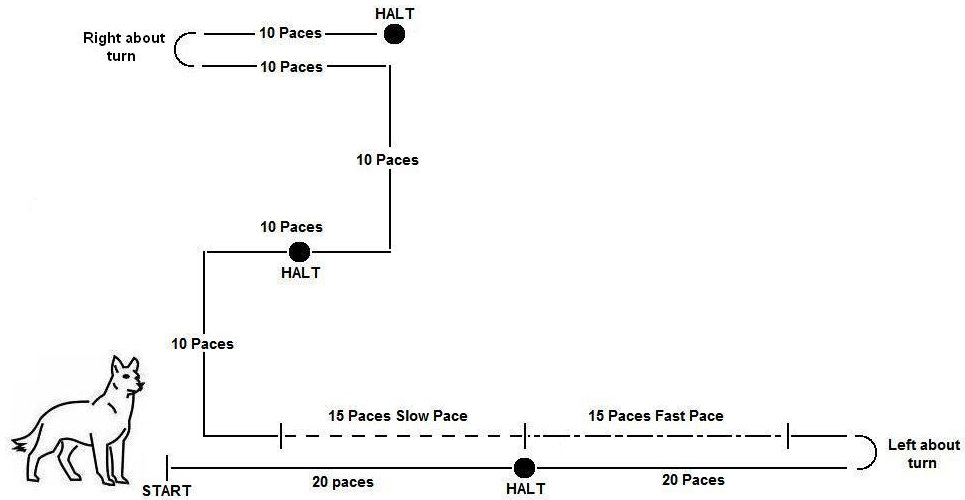 HALT
10 Paces
Right about
turn
10 Paces
10 Paces
10 Paces
HALT
10 Paces
15 Paces Slow Pace
15 Paces Fast Pace
Left about
turn
START
20 paces
HALT
20 Paces